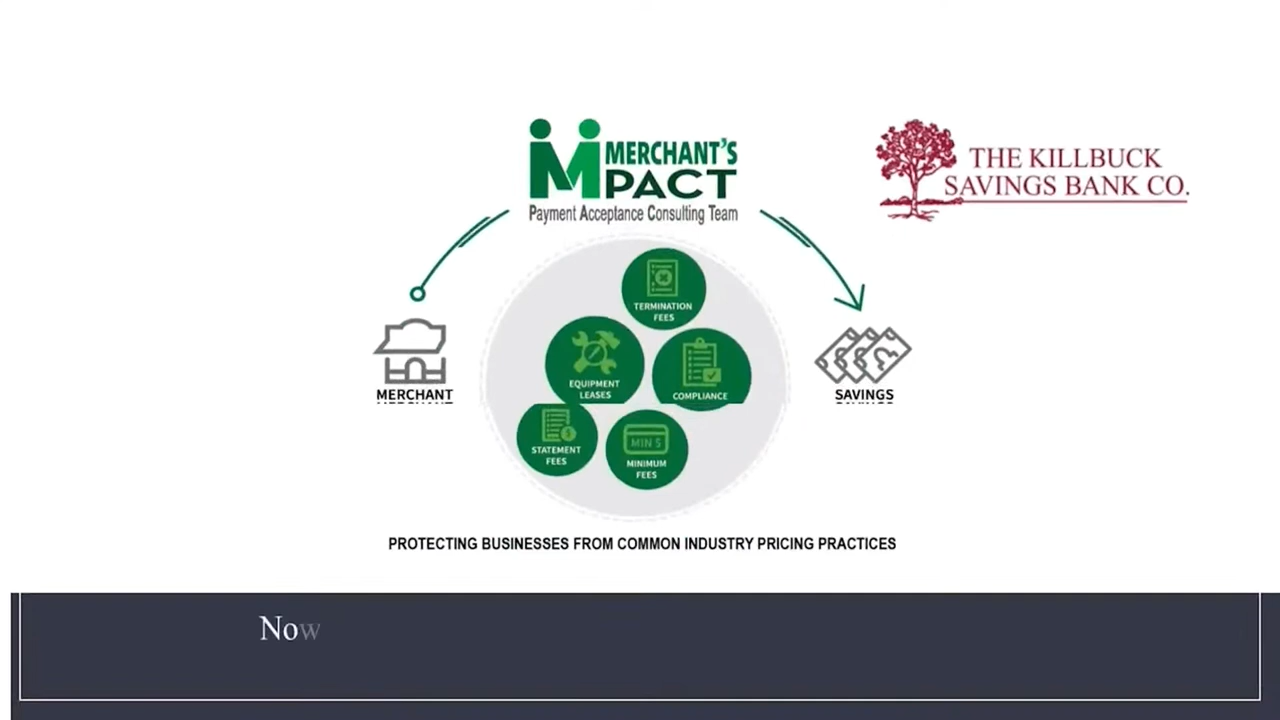 MERCHANT'S
PACT
Payment Acceptance Consulting Team
THE KILLBUCK
SAVINGS BANK CO.
TERMINATION
FEES
EQUIPMENT
LEASES
COMPLIANCE
MERCHANT
SAVINGS
STATEMENT
FEES
MIN $
MINIMUM
FEES
PROTECTING BUSINESSES FROM COMMON INDUSTRY PRICING PRACTICES
Now